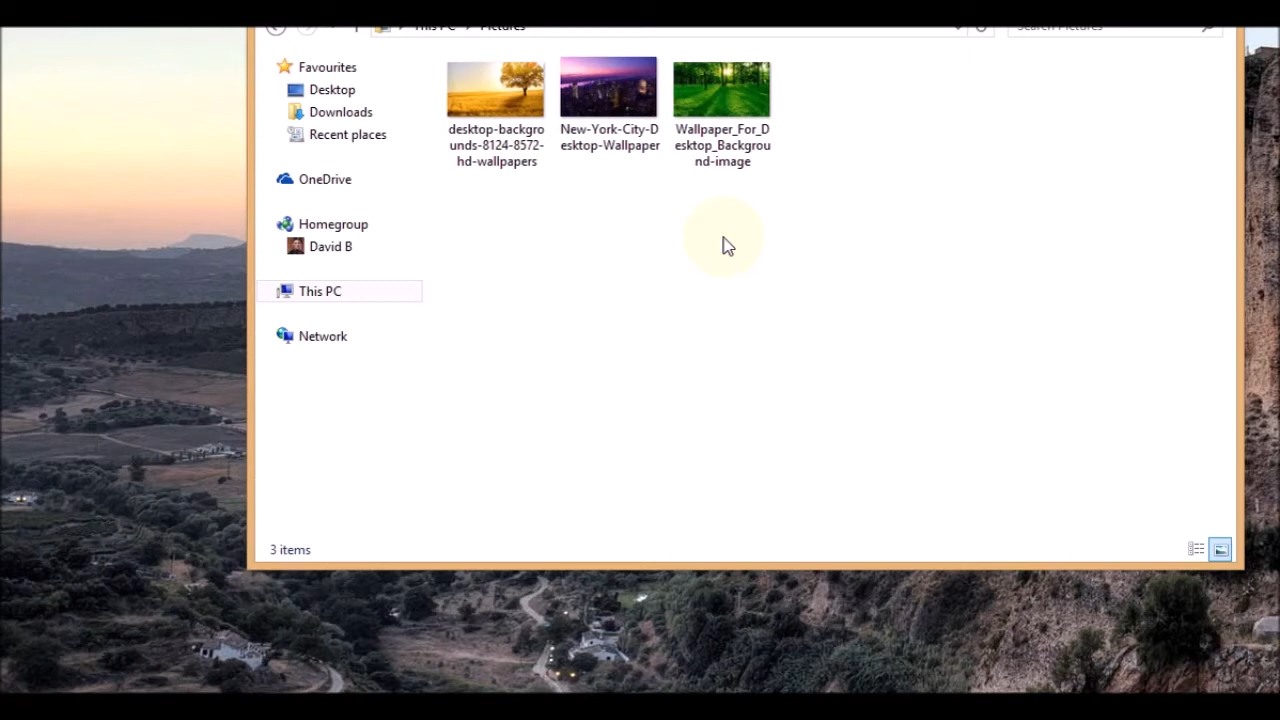 This PC Pictures Search Pictures
Favourites
Desktop
Downloads
Recent places
OneDrive
Homegroup
David B
This PC
Network
desktop-backgro
unds-8124-8572-
hd-wallpapers
New-York-City-D
esktop-Wallpaper
Wallpaper_For_D
esktop_Backgrou
nd-image
3 items